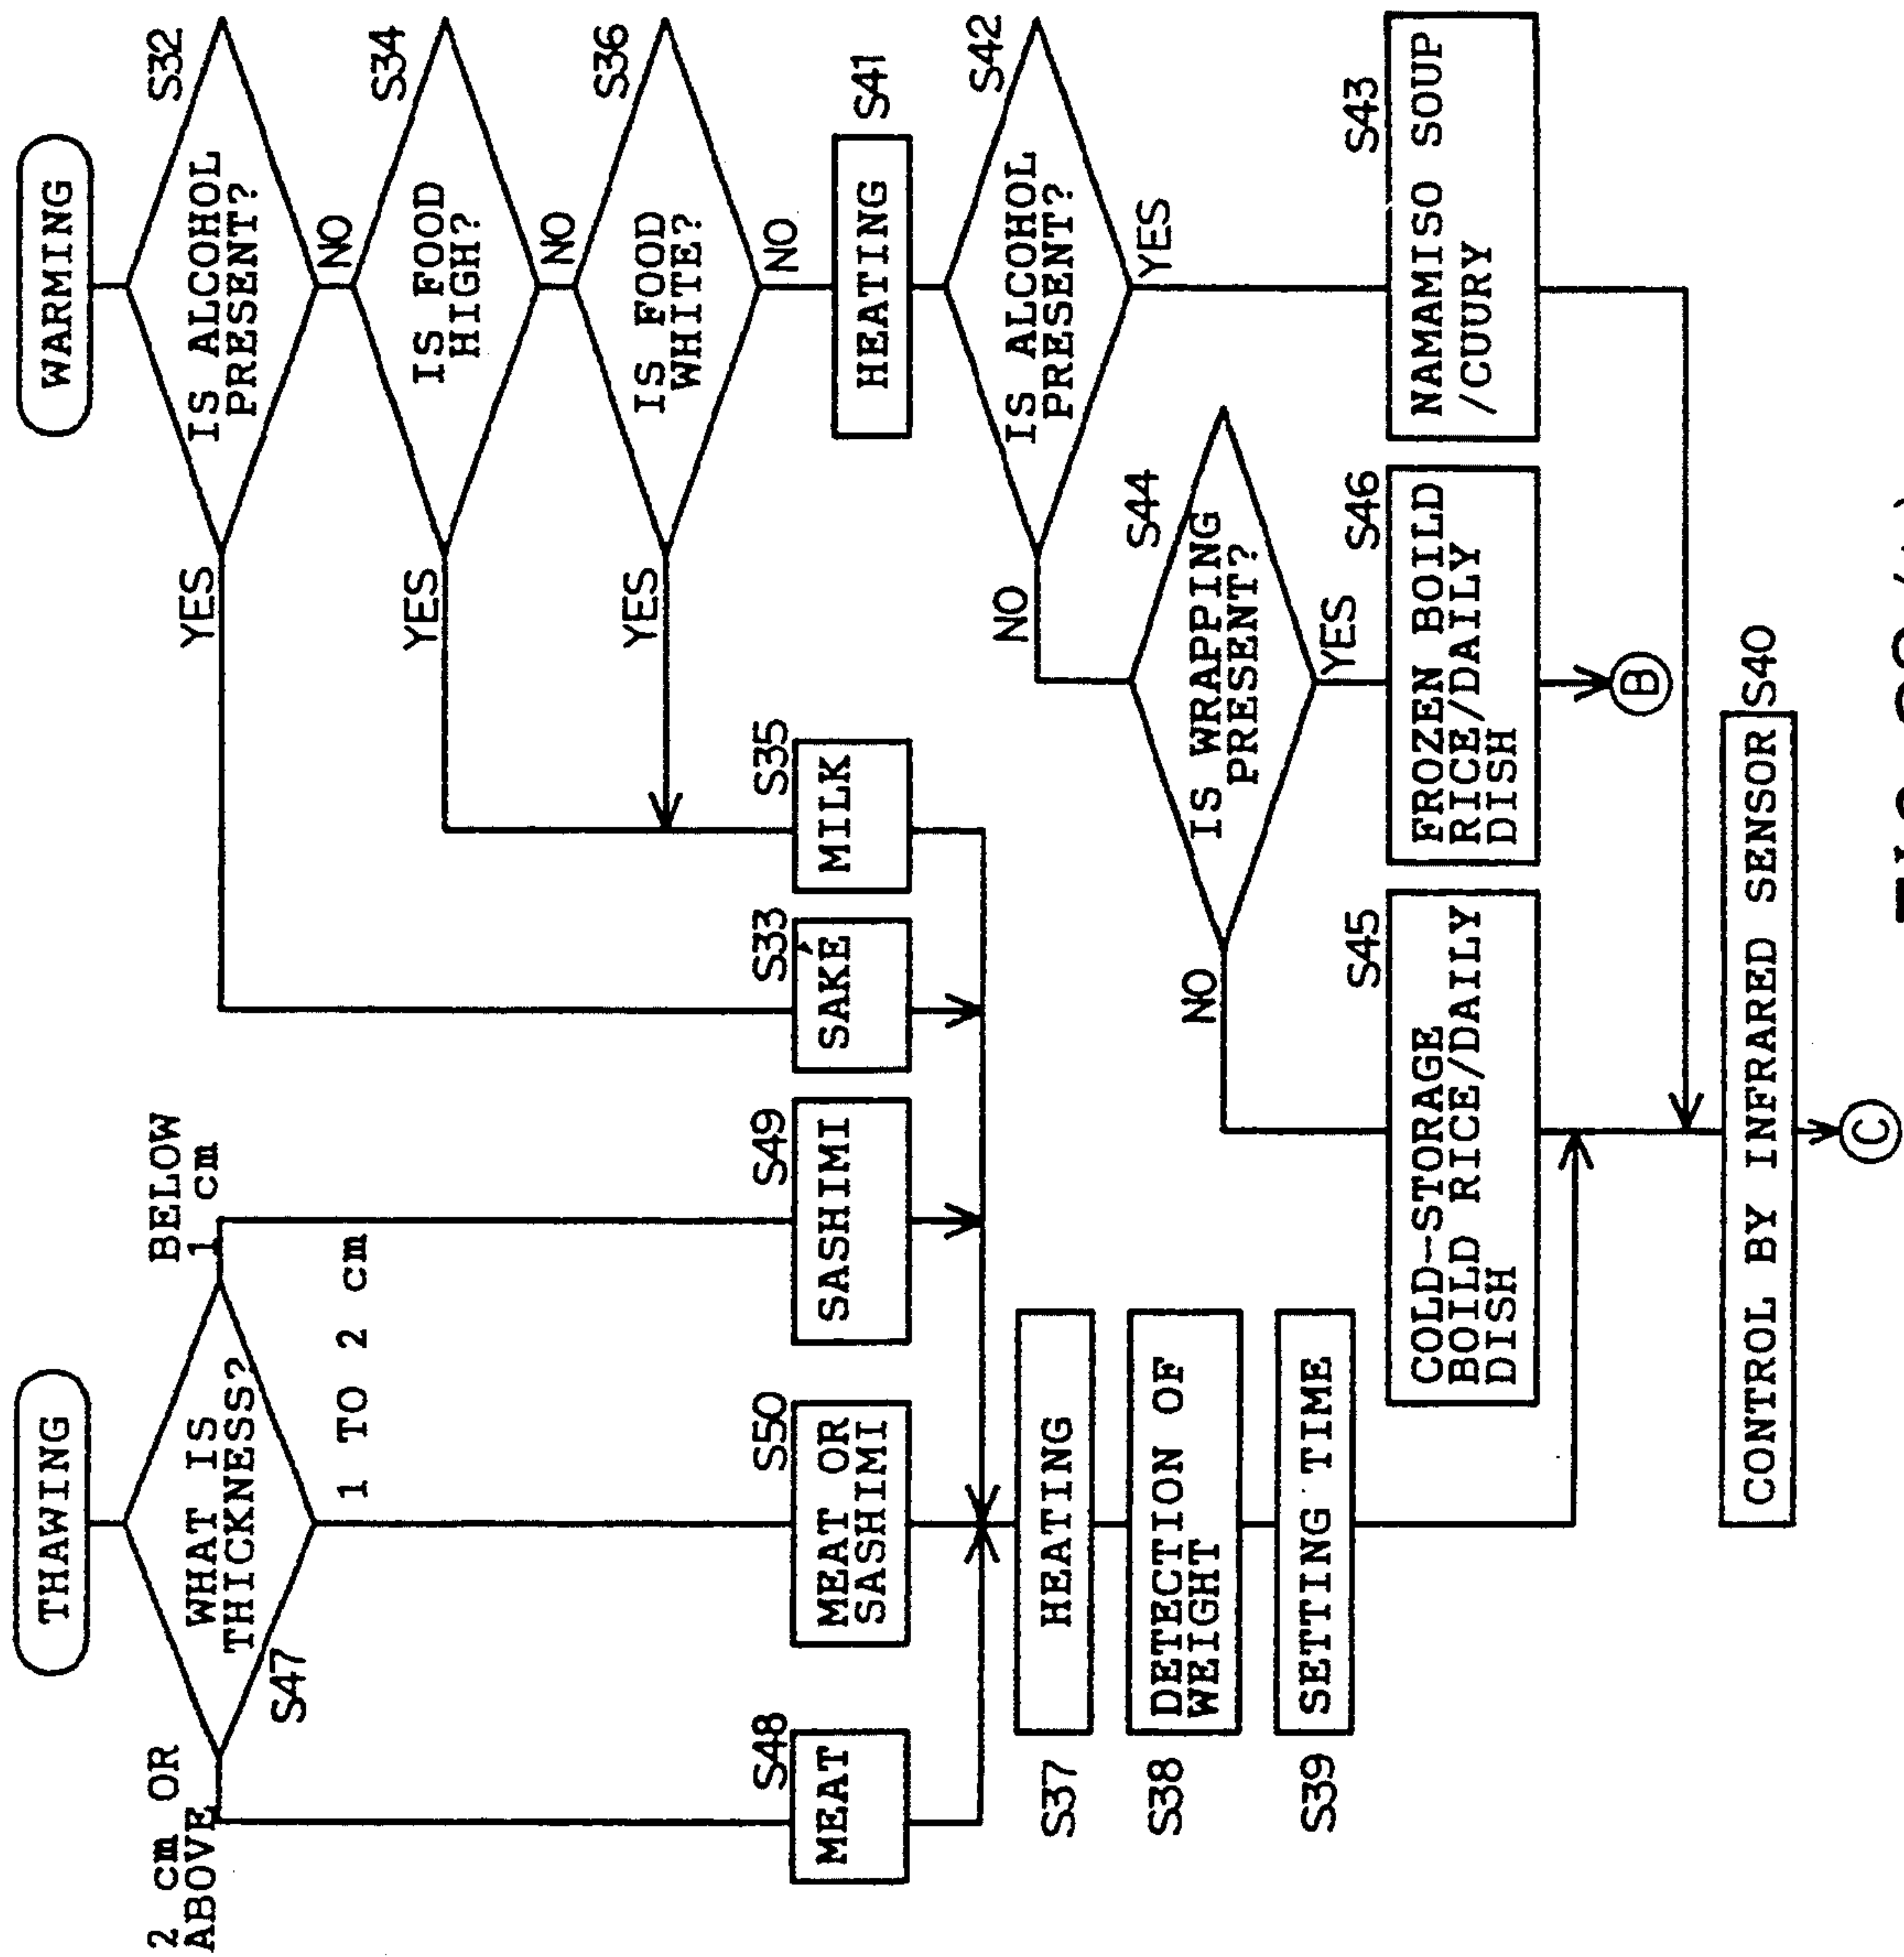 THAWING
WARMING
2 cm OR
ABOVE
WHAT IS
THICKNESS?
S47
BELOW
1 cm
1 TO 2 cm
IS ALCOHOL
PRESENT?
S32
YES
NO
IS FOOD
HIGH?
S34
YES
NO
IS FOOD
WHITE?
S36
YES
NO
S48
MEAT
S50
MEAT OR
SASHIMI
S49
SASHIMI
S33
SAKÉ
S35
MILK
HEATING
S41
S37
HEATING
IS ALCOHOL
PRESENT?
S42
NO
YES
S38
DETECTION OF
WEIGHT
IS WRAPPING
PRESENT?
S44
NO
YES
S39
SETTING TIME
S45
COLD-STORAGE
BOILD RICE/DAILY
DISH
S46
FROZEN BOILD
RICE/DAILY
DISH
S43
NAMAMISO SOUP
/CUURY
B
CONTROL BY INFRARED SENSOR
S40
C